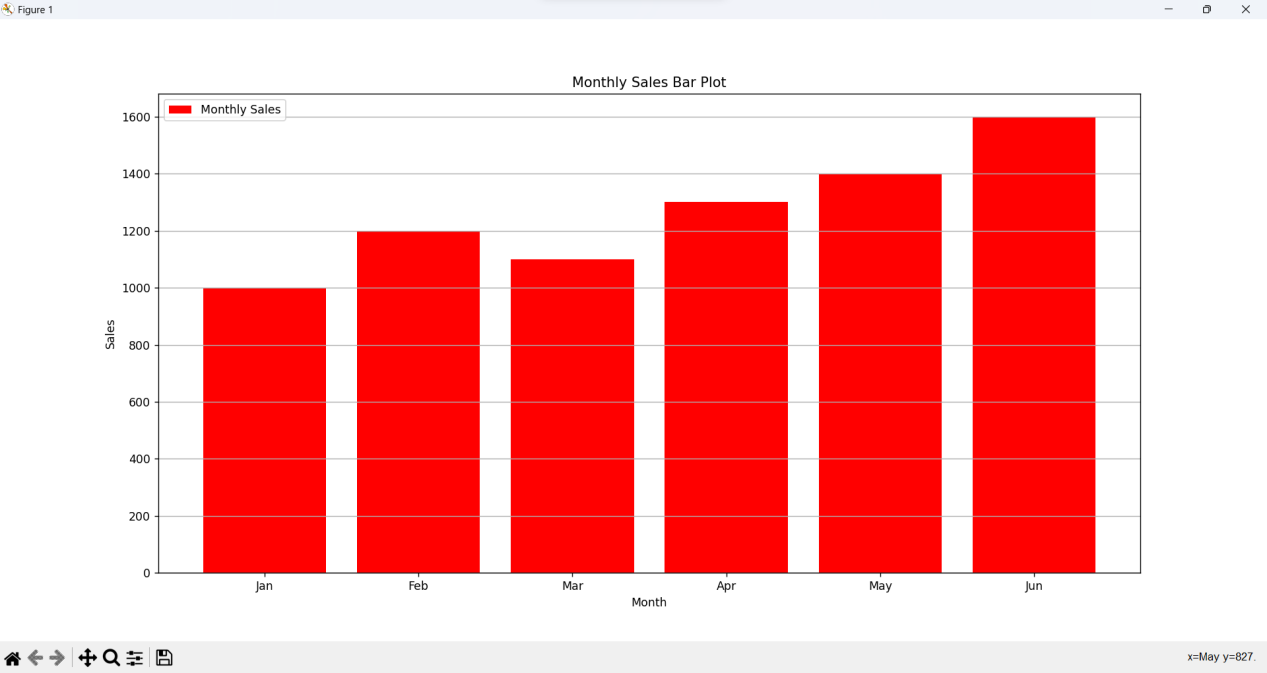 Figure 1
Monthly Sales Bar Plot
Monthly Sales
1600
1400
1200
1000
800
600
400
200
0
Sales
Jan Feb Mar Apr May Jun
Month
x=May y=827.